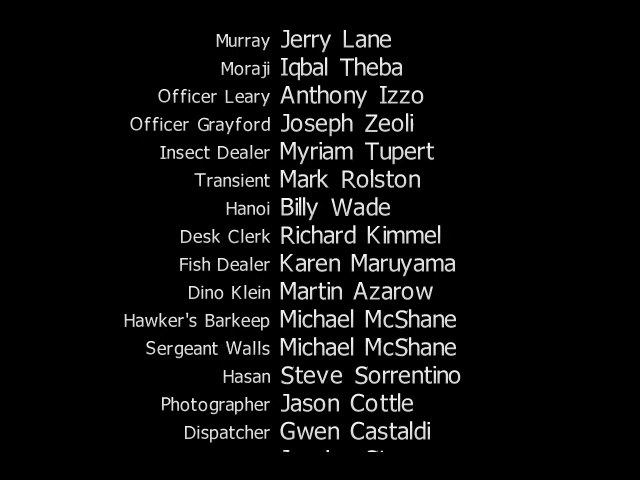 Murray Jerry Lane
Moraji Iqbal Theba
Officer Leary Anthony Izzo
Officer Grayford Joseph Zeoli
Insect Dealer Myriam Tupert
Transient Mark Rolston
Hanoi Billy Wade
Desk Clerk Richard Kimmel
Fish Dealer Karen Maruyama
Dino Klein Martin Azarow
Hawker's Barkeep Michael McShane
Sergeant Walls Michael McShane
Hasan Steve Sorrentino
Photographer Jason Cottle
Dispatcher Gwen Castaldi